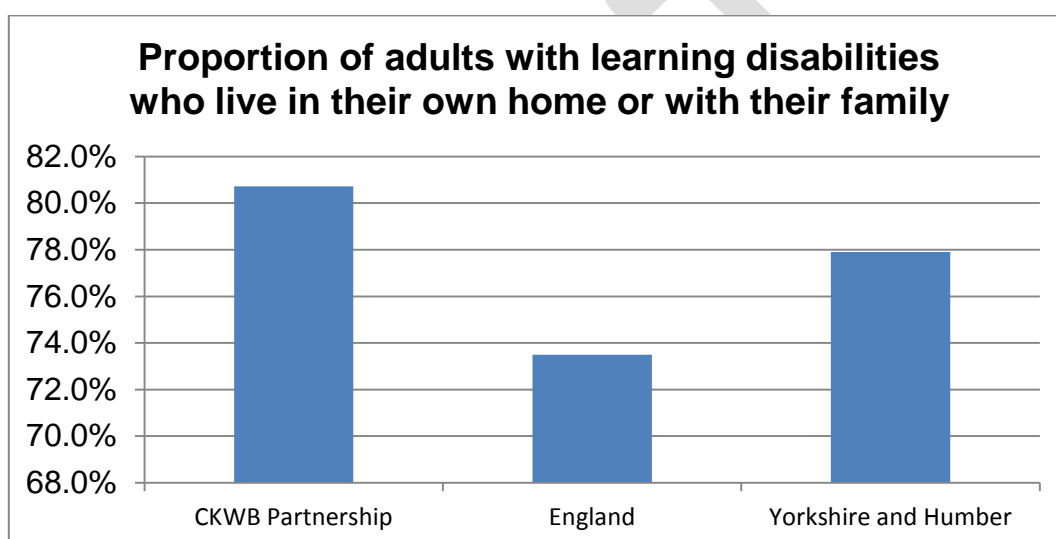 Proportion of adults with learning disabilities
who live in their own home or with their family
82.0%
80.0%
78.0%
76.0%
74.0%
72.0%
70.0%
68.0%
CKWB Partnership England Yorkshire and Humber